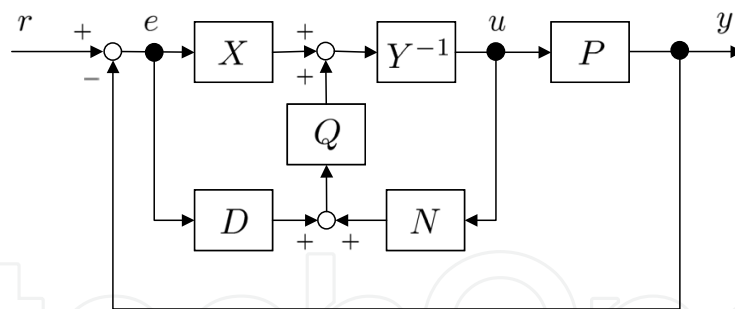 r + e + u y
X Y⁻¹ P
− +
Q
D N
+ +